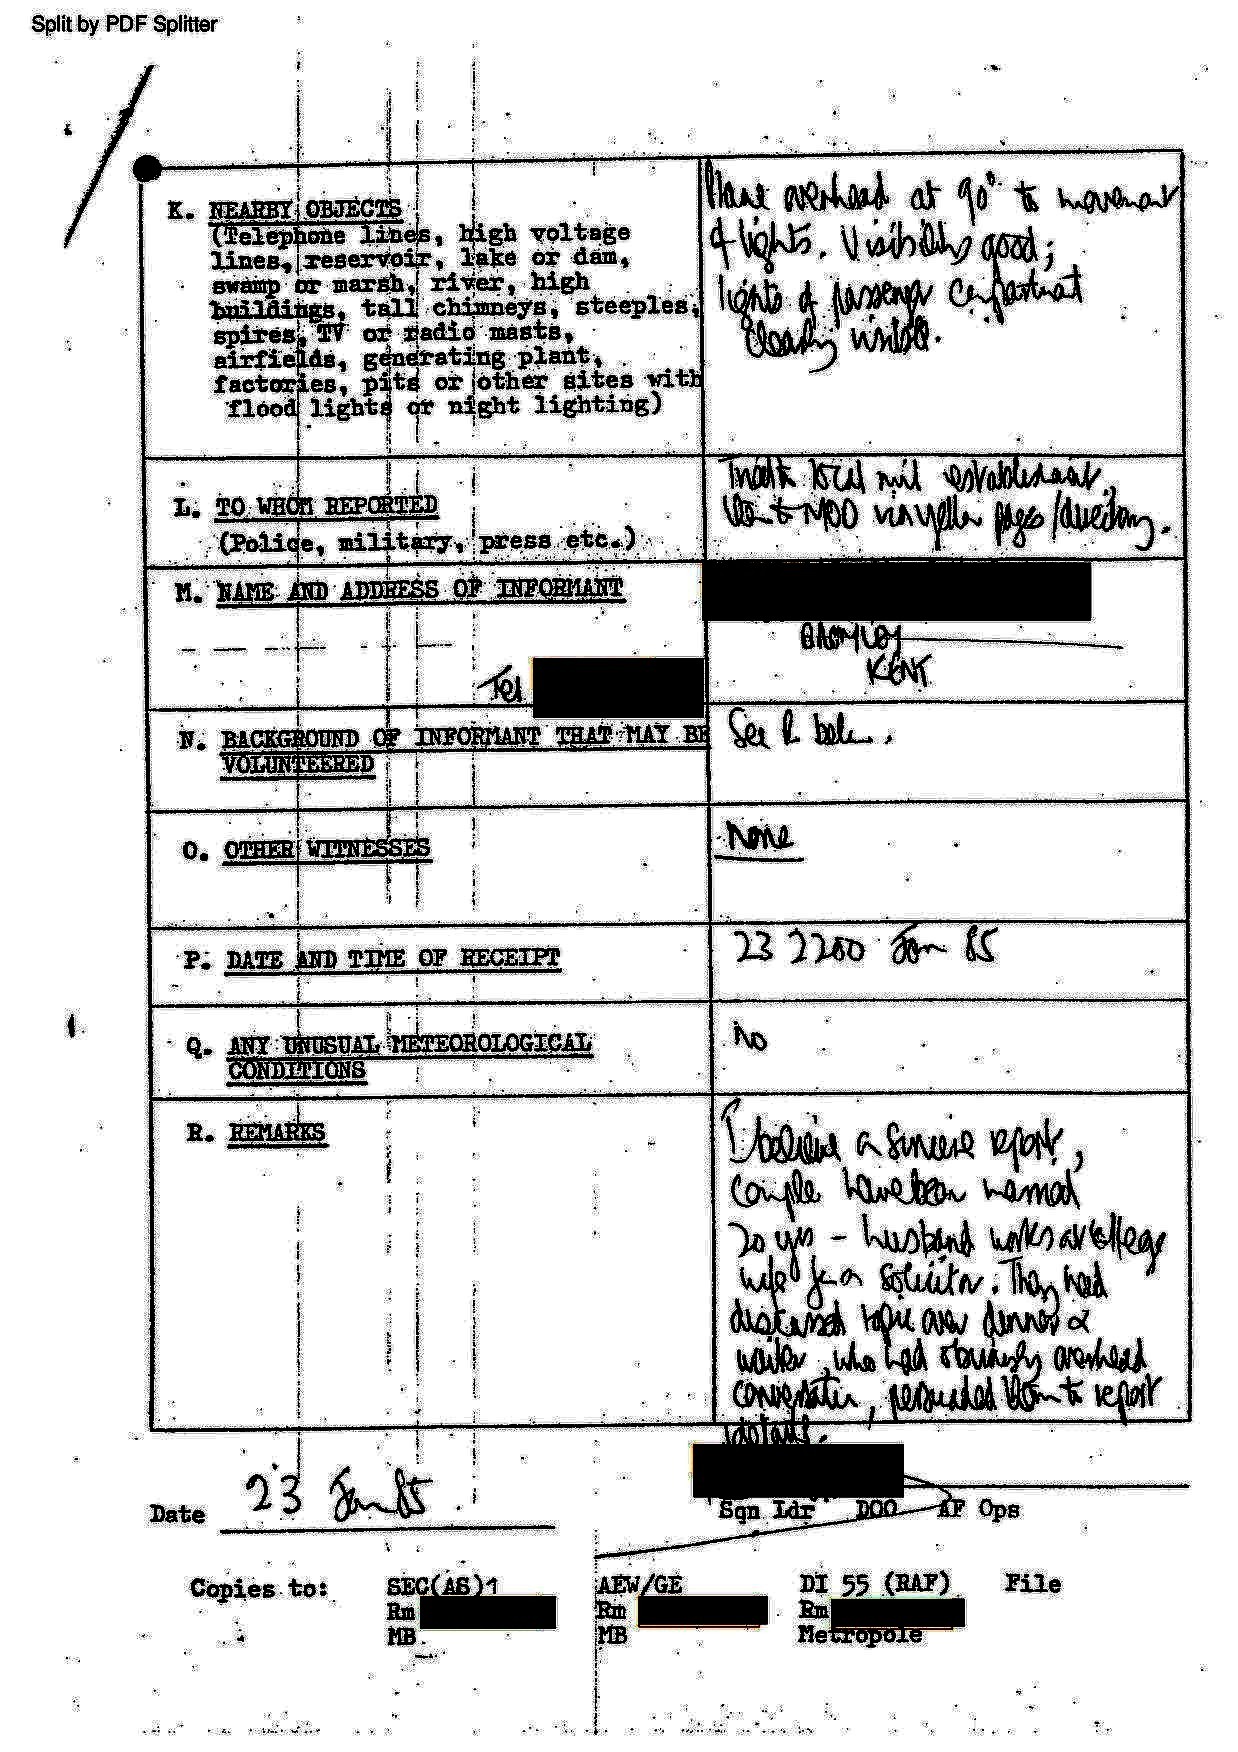 Split by PDF Splitter
K. NEARBY OBJECTS
(Telephone lines, high voltage
lines, reservoir, lake or dam,
swamp or marsh, river, high
buildings, tall chimneys, steeples,
spires, TV or radio masts,
airfields, generating plant,
factories, pits or other sites with
flood lights or night lighting)
Plane overhead at 90° to movement
of lights. Visibility good;
lights of passenger compartment
clearly visible.
L. TO WHOM REPORTED
(Police, military, press etc.)
Tried local mil establishment,
then to MOD via yellow pages/directory.
M. NAME AND ADDRESS OF INFORMANT
BROMLEY
KENT
Tel
N. BACKGROUND OF INFORMANT THAT MAY BE
VOLUNTEERED
See R below.
O. OTHER WITNESSES
None
P. DATE AND TIME OF RECEIPT
23 2200 Jan 85
Q. ANY UNUSUAL METEOROLOGICAL
CONDITIONS
No
R. REMARKS
I believe a sincere report,
couple have been married
20 yrs - husband works at college
wife for a solicitor. They had
discussed topic over dinner &
waiter, who had obviously overheard
conversation, persuaded them to report
details.
Date 23 Jan 85
Sqn Ldr DOO AF Ops
Copies to: SEC(AS)1 AEW/GE DI 55 (RAF) File
Rm Rm Rm
MB MB Metropole